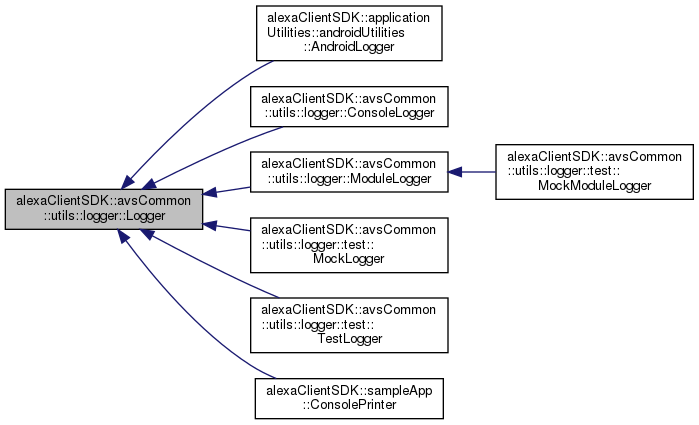 alexaClientSDK::application
Utilities::androidUtilities
::AndroidLogger
alexaClientSDK::avsCommon
::utils::logger::ConsoleLogger
alexaClientSDK::avsCommon
::utils::logger::ModuleLogger
alexaClientSDK::avsCommon
::utils::logger::test::
MockModuleLogger
alexaClientSDK::avsCommon
::utils::logger::Logger
alexaClientSDK::avsCommon
::utils::logger::test::
MockLogger
alexaClientSDK::avsCommon
::utils::logger::test::
TestLogger
alexaClientSDK::sampleApp
::ConsolePrinter